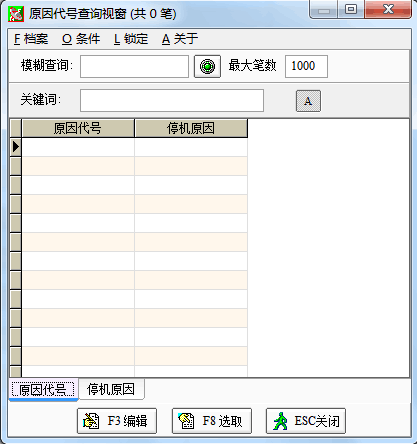 原因代号查询视窗 (共 0 笔)
F 档案 O 条件 L 锁定 A 关于
模糊查询: 最大笔数 1000
关键词: A
原因代号 停机原因
原因代号 停机原因
F3 编辑 F8 选取 ESC关闭